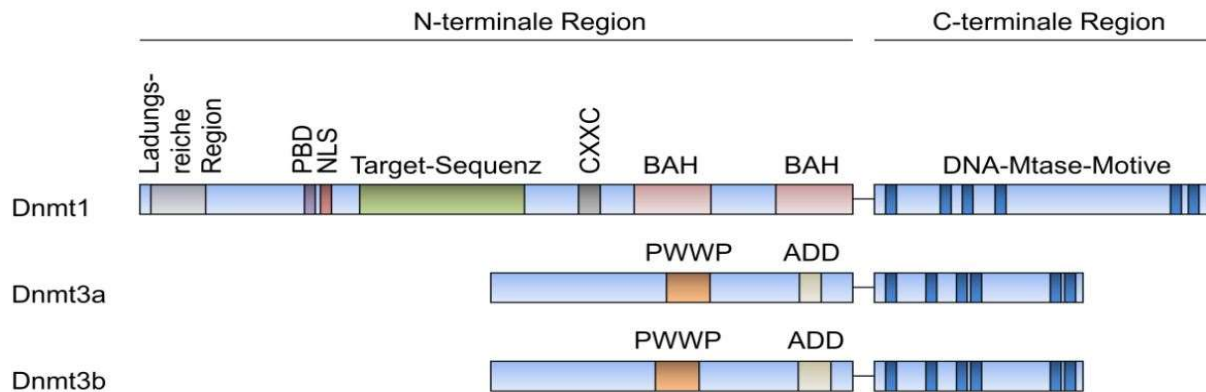 N-terminale Region
C-terminale Region
Ladungs-
reiche
Region
PBD
NLS
Target-Sequenz
CXXC
BAH
BAH
DNA-Mtase-Motive
Dnmt1
PWWP
ADD
Dnmt3a
PWWP
ADD
Dnmt3b